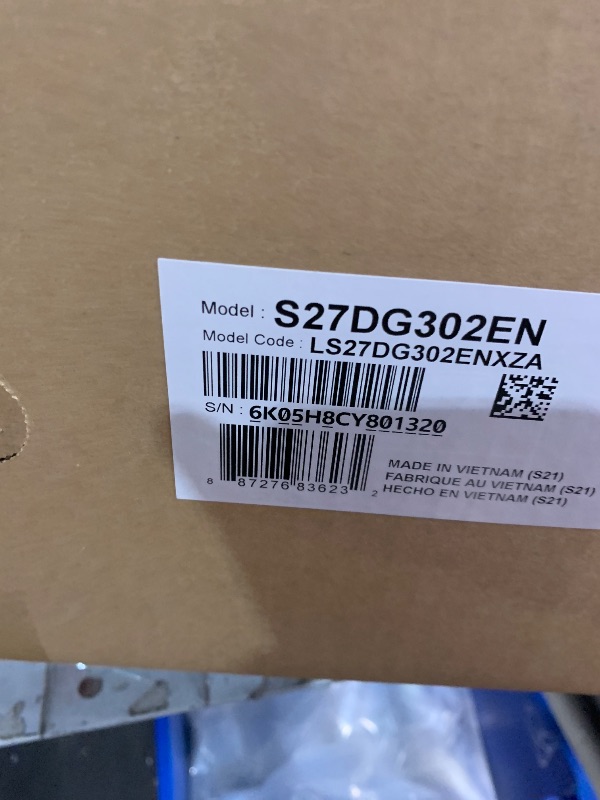 Model : S27DG302EN
Model Code : LS27DG302ENXZA
S/N : 6K05H8CY801320
8 87276 83623 2
MADE IN VIETNAM (S21)
FABRIQUE AU VIETNAM (S21)
HECHO EN VIETNAM (S21)